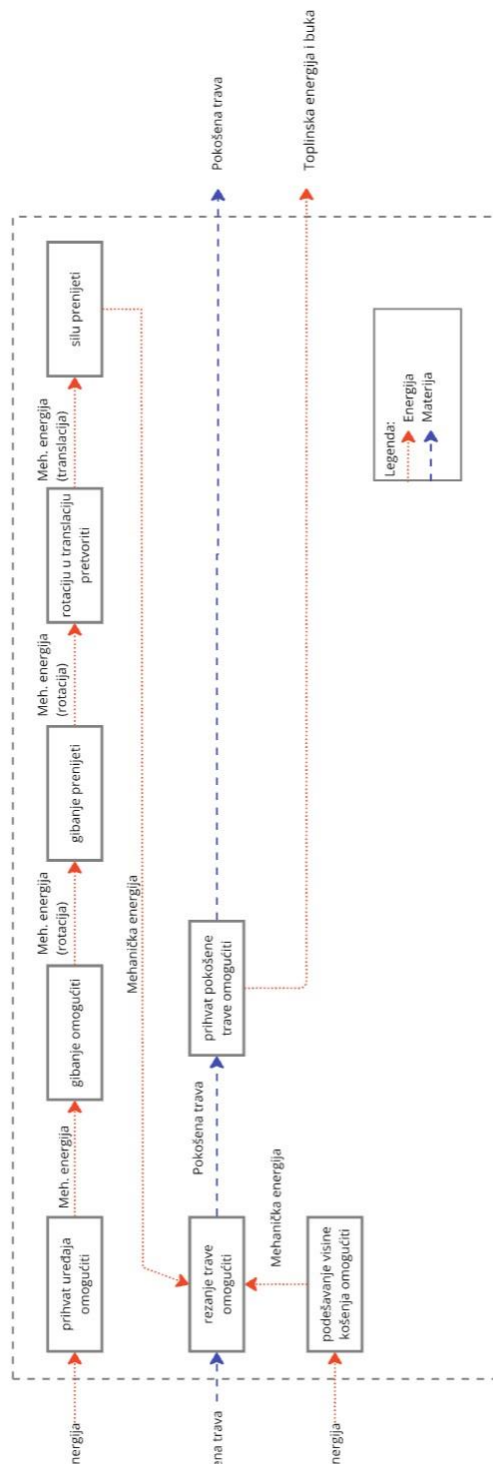 nergija
prihvat uređaja
omogućiti
Meh. energija
gibanje omogućiti
Meh. energija
(rotacija)
gibanje prenijeti
Meh. energija
(rotacija)
rotaciju u translaciju
pretvoriti
Meh. energija
(translacija)
silu prenijeti
Mehanička energija
ena trava
rezanje trave
omogućiti
Pokošena trava
prihvat pokošene
trave omogućiti
Pokošena trava
Mehanička energija
nergija
podešavanje visine
košenja omogućiti
Toplinska energija i buka
Legenda:
Energija
Materija